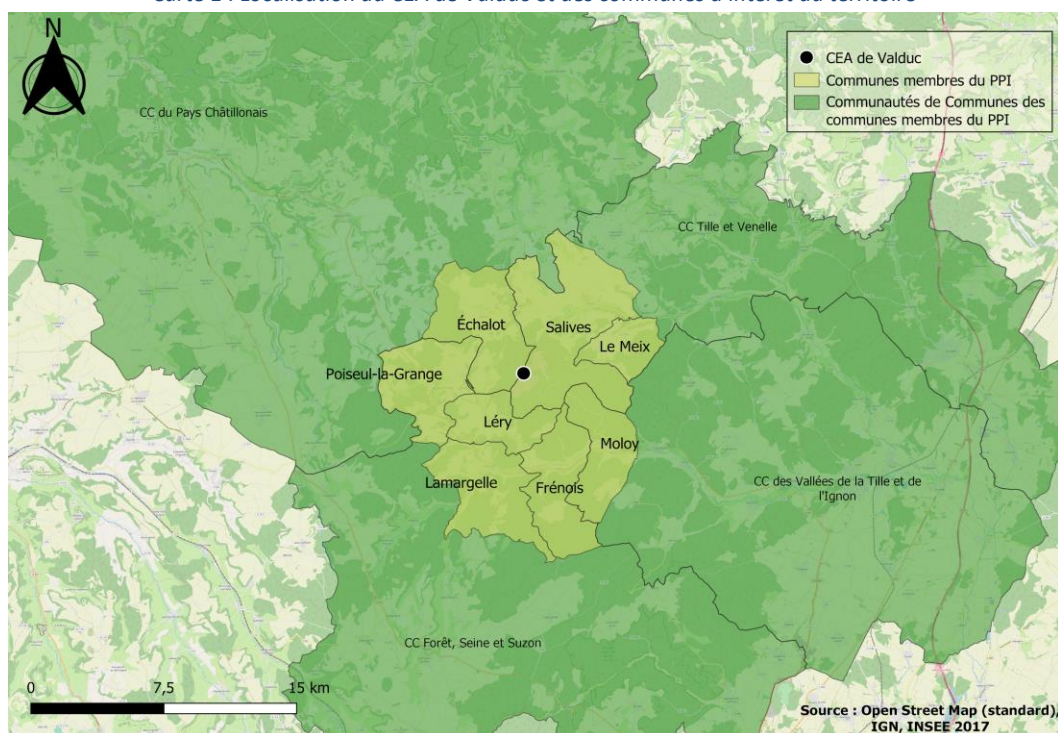 N
CEA de Valduc
Communes membres du PPI
Communautés de Communes des
communes membres du PPI
CC du Pays Châtillonais
CC Tille et Venelle
Échalot
Salives
Le Meix
Poiseul-la-Grange
Léry
Moloy
Lamargelle
Frénois
CC des Vallées de la Tille et de
l'Ignon
CC Forêt, Seine et Suzon
0 7,5 15 km
Source : Open Street Map (standard),
IGN, INSEE 2017